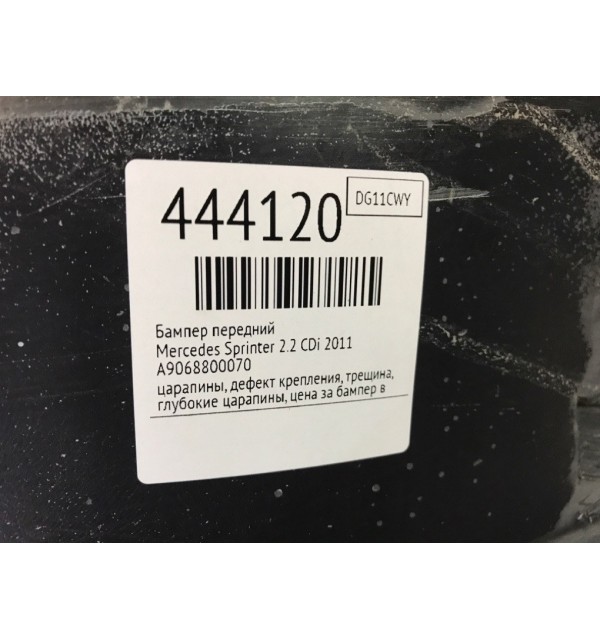 444120
DG11CWY
Бампер передний
Mercedes Sprinter 2.2 CDi 2011
A9068800070
царапины, дефект крепления, трещина,
глубокие царапины, цена за бампер в